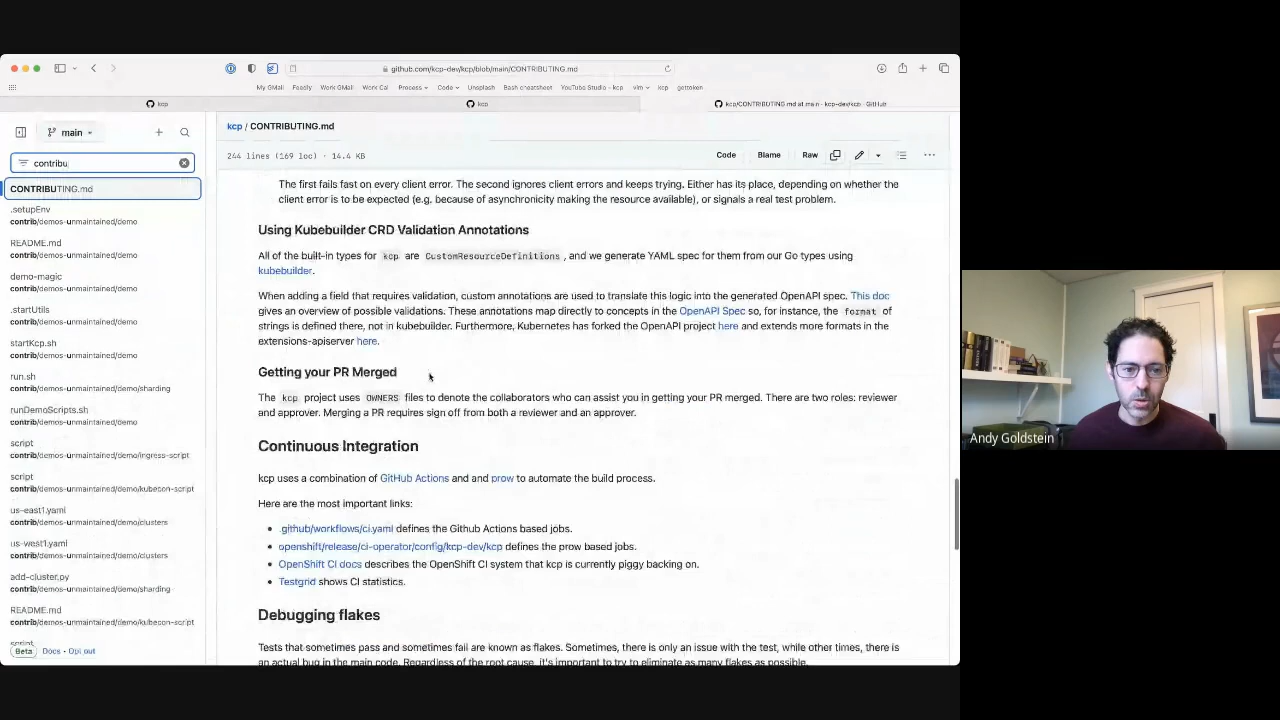 github.com/kcp-dev/kcp/blob/main/CONTRIBUTING.md
My GMail Feedly Work GMail Work Cal Process Code Unsplash Bash cheatsheet YouTube Studio - kcp vim kcp gettoken
kcp kcp kcp/CONTRIBUTING.md at main · kcp-dev/kcp · GitHub
main
contribu
CONTRIBUTING.md
.setupEnv
contrib/demos-unmaintained/demo
README.md
contrib/demos-unmaintained/demo
demo-magic
contrib/demos-unmaintained/demo
.startUtils
contrib/demos-unmaintained/demo
startKcp.sh
contrib/demos-unmaintained/demo
run.sh
contrib/demos-unmaintained/demo/sharding
runDemoScripts.sh
contrib/demos-unmaintained/demo
script
contrib/demos-unmaintained/demo/ingress-script
script
contrib/demos-unmaintained/demo/kubecon-script
us-east1.yaml
contrib/demos-unmaintained/demo/clusters
us-west1.yaml
contrib/demos-unmaintained/demo/clusters
add-cluster.py
contrib/demos-unmaintained/demo/sharding
README.md
contrib/demos-unmaintained/demo/kubecon-script
script
Beta Docs • Opt out
kcp / CONTRIBUTING.md
244 lines (169 loc) · 14.4 KB
Code Blame Raw
The first fails fast on every client error. The second ignores client errors and keeps trying. Either has its place, depending on whether the
client error is to be expected (e.g. because of asynchronicity making the resource available), or signals a real test problem.
Using Kubebuilder CRD Validation Annotations
All of the built-in types for kcp are CustomResourceDefinitions , and we generate YAML spec for them from our Go types using
kubebuilder.
When adding a field that requires validation, custom annotations are used to translate this logic into the generated OpenAPI spec. This doc
gives an overview of possible validations. These annotations map directly to concepts in the OpenAPI Spec so, for instance, the format of
strings is defined there, not in kubebuilder. Furthermore, Kubernetes has forked the OpenAPI project here and extends more formats in the
extensions-apiserver here.
Getting your PR Merged
The kcp project uses OWNERS files to denote the collaborators who can assist you in getting your PR merged. There are two roles: reviewer
and approver. Merging a PR requires sign off from both a reviewer and an approver.
Continuous Integration
kcp uses a combination of GitHub Actions and and prow to automate the build process.
Here are the most important links:
• .github/workflows/ci.yaml defines the Github Actions based jobs.
• openshift/release/ci-operator/config/kcp-dev/kcp defines the prow based jobs.
• OpenShift CI docs describes the OpenShift CI system that kcp is currently piggy backing on.
• Testgrid shows CI statistics.
Debugging flakes
Tests that sometimes pass and sometimes fail are known as flakes. Sometimes, there is only an issue with the test, while other times, there is
an actual bug in the main code. Regardless of the root cause, it's important to try to eliminate as many flakes as possible.
Andy Goldstein